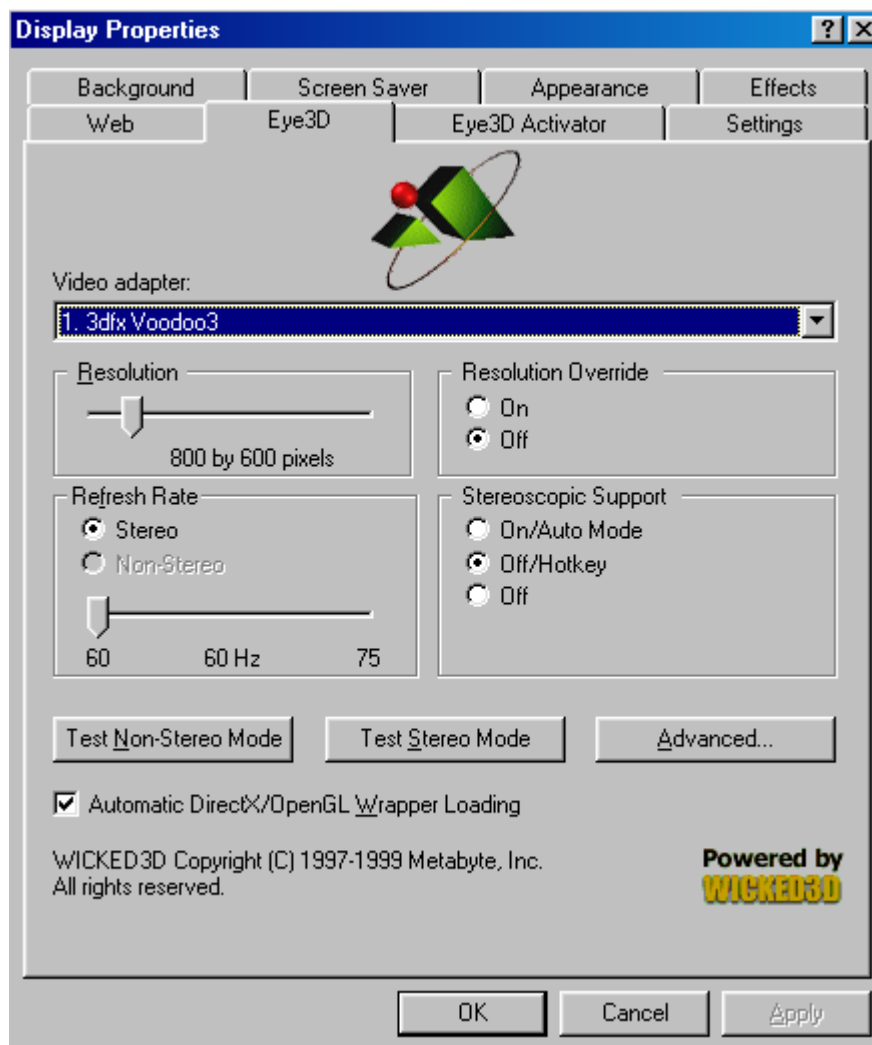 Display Properties
Background Screen Saver Appearance Effects
Web Eye3D Eye3D Activator Settings
Video adapter:
1. 3dfx Voodoo3
Resolution
800 by 600 pixels
Resolution Override
On
Off
Refresh Rate
Stereo
Non-Stereo
60 60 Hz 75
Stereoscopic Support
On/Auto Mode
Off/Hotkey
Off
Test Non-Stereo Mode Test Stereo Mode Advanced...
Automatic DirectX/OpenGL Wrapper Loading
WICKED3D Copyright (C) 1997-1999 Metabyte, Inc.
All rights reserved.
Powered by
WICKED3D
OK Cancel Apply